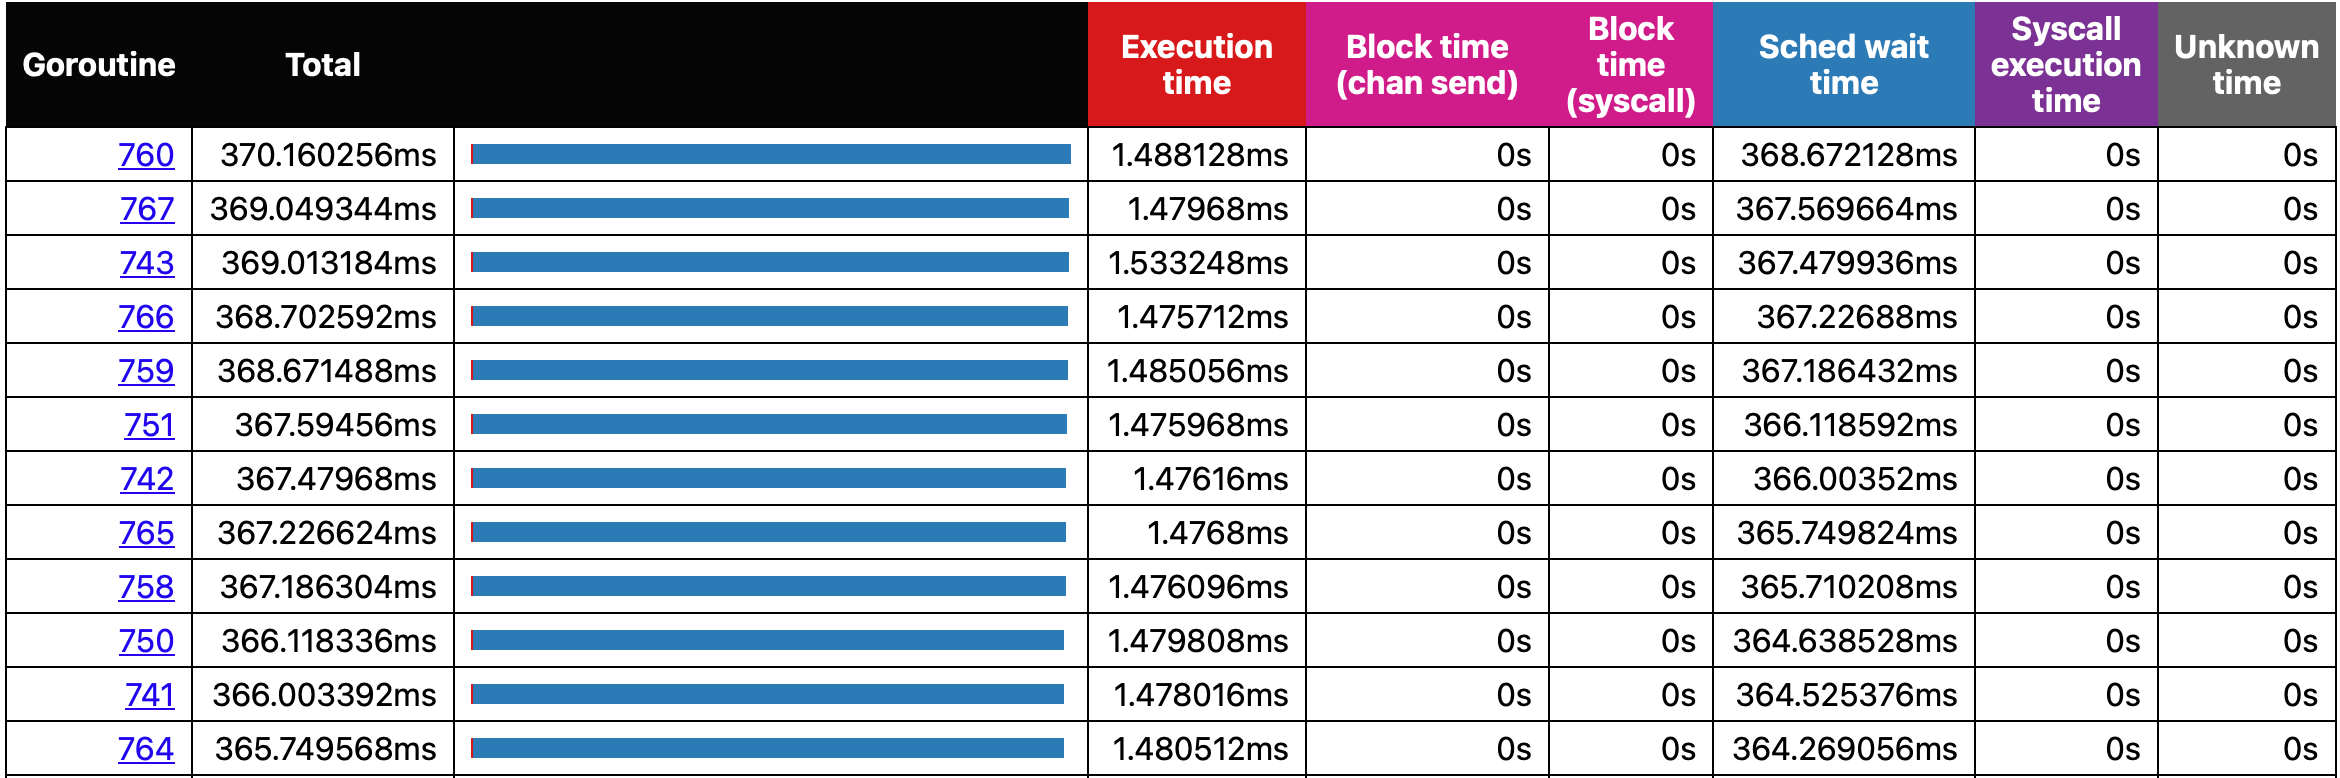 Goroutine Total Execution time Block time (chan send) Block time (syscall) Sched wait time Syscall execution time Unknown time
760 370.160256ms 1.488128ms 0s 0s 368.672128ms 0s 0s
767 369.049344ms 1.47968ms 0s 0s 367.569664ms 0s 0s
743 369.013184ms 1.533248ms 0s 0s 367.479936ms 0s 0s
766 368.702592ms 1.475712ms 0s 0s 367.22688ms 0s 0s
759 368.671488ms 1.485056ms 0s 0s 367.186432ms 0s 0s
751 367.59456ms 1.475968ms 0s 0s 366.118592ms 0s 0s
742 367.47968ms 1.47616ms 0s 0s 366.00352ms 0s 0s
765 367.226624ms 1.4768ms 0s 0s 365.749824ms 0s 0s
758 367.186304ms 1.476096ms 0s 0s 365.710208ms 0s 0s
750 366.118336ms 1.479808ms 0s 0s 364.638528ms 0s 0s
741 366.003392ms 1.478016ms 0s 0s 364.525376ms 0s 0s
764 365.749568ms 1.480512ms 0s 0s 364.269056ms 0s 0s